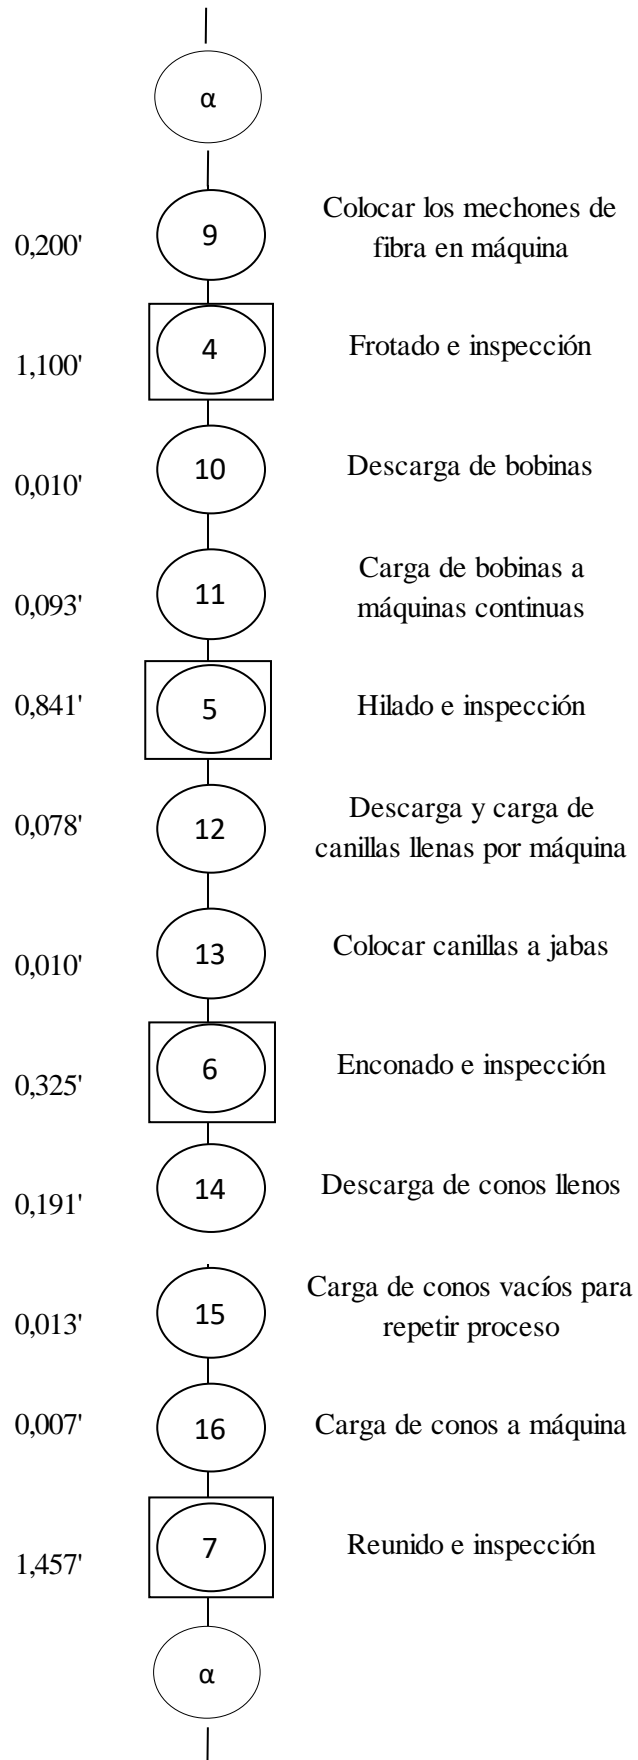 α
0,200'
9
Colocar los mechones de
fibra en máquina
1,100'
4
Frotado e inspección
0,010'
10
Descarga de bobinas
0,093'
11
Carga de bobinas a
máquinas continuas
0,841'
5
Hilado e inspección
0,078'
12
Descarga y carga de
canillas llenas por máquina
0,010'
13
Colocar canillas a jabas
0,325'
6
Enconado e inspección
0,191'
14
Descarga de conos llenos
0,013'
15
Carga de conos vacíos para
repetir proceso
0,007'
16
Carga de conos a máquina
1,457'
7
Reunido e inspección
α